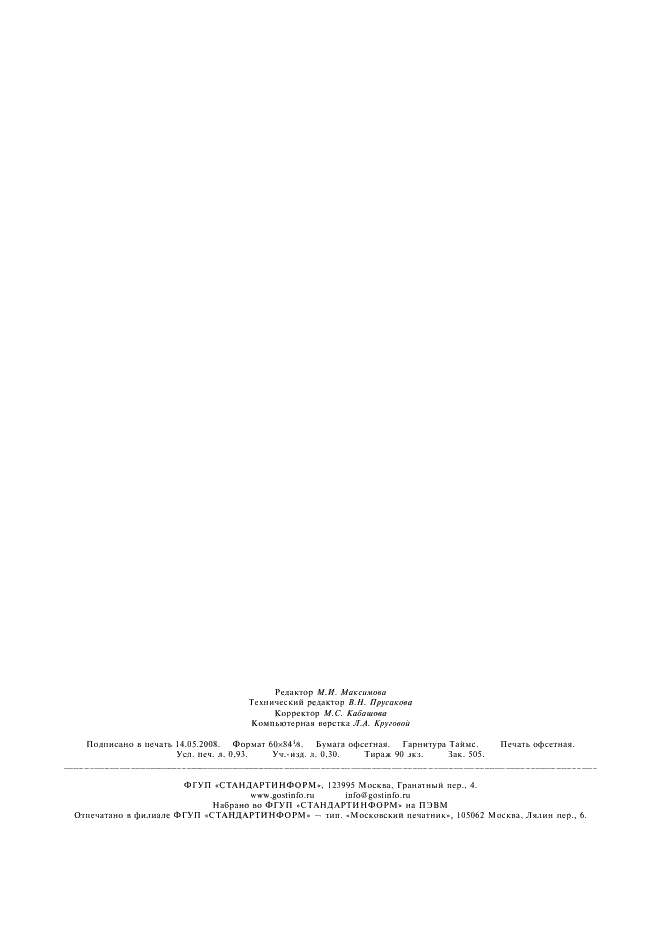 Редактор М.И. Максимова
Технический редактор В.Н. Прусакова
Корректор М.С. Кабашова
Компьютерная верстка Л.А. Круговой
Подписано в печать 14.05.2008. Формат 60×84¹⁄₈. Бумага офсетная. Гарнитура Таймс. Печать офсетная.
Усл. печ. л. 0,93. Уч.-изд. л. 0,30. Тираж 90 экз. Зак. 505.
ФГУП «СТАНДАРТИНФОРМ», 123995 Москва, Гранатный пер., 4.
www.gostinfo.ru info@gostinfo.ru
Набрано во ФГУП «СТАНДАРТИНФОРМ» на ПЭВМ
Отпечатано в филиале ФГУП «СТАНДАРТИНФОРМ» — тип. «Московский печатник», 105062 Москва, Лялин пер., 6.